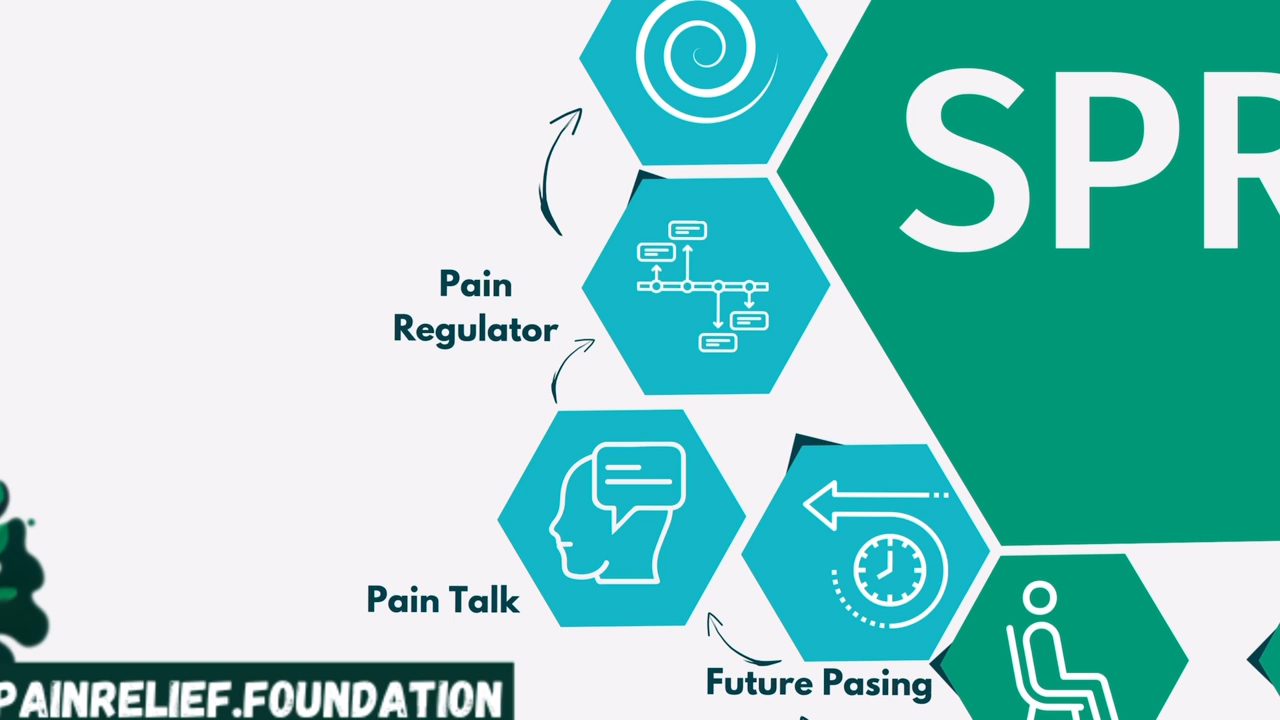 SPR
Pain
Regulator
Pain Talk
Future Pasing
PAINRELIEF.FOUNDATION